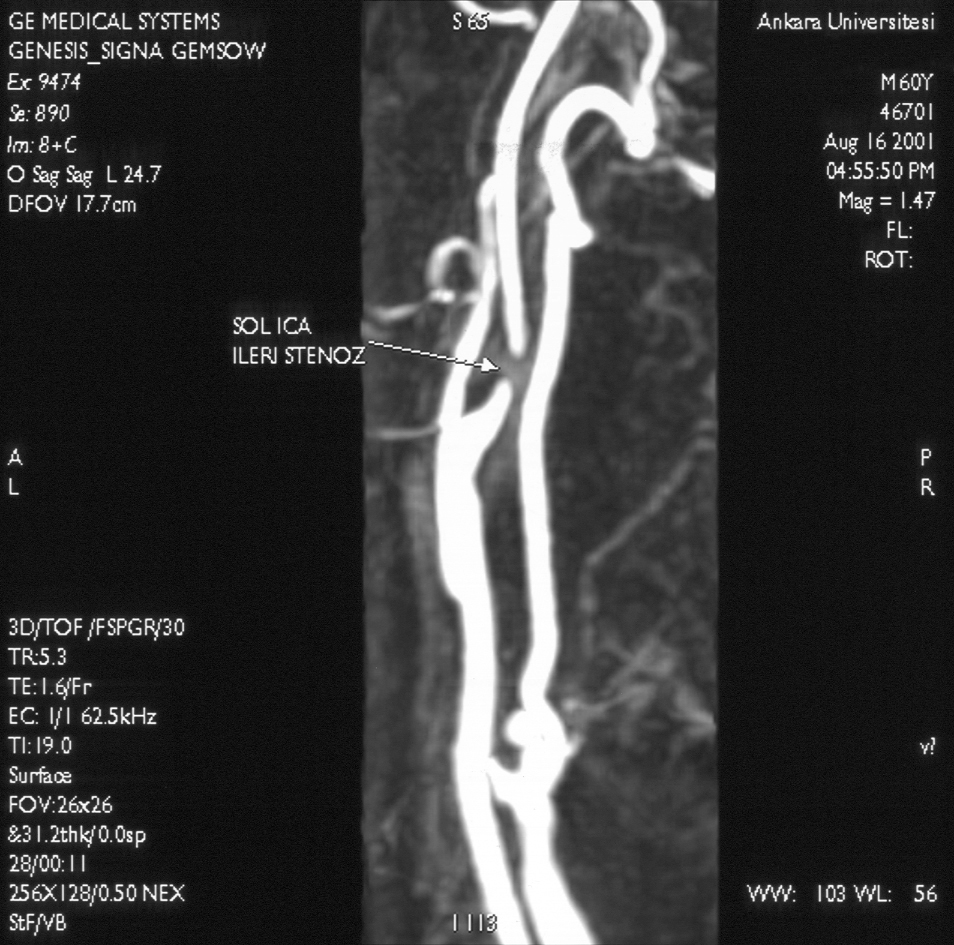 GE MEDICAL SYSTEMS
GENESIS_SIGNA GEMSOW
Ex: 9474
Se: 890
Im: 8+C
O Sag Sag L 24.7
DFOV 17.7cm
S 65
Ankara Universitesi
M 60Y
46701
Aug 16 2001
04:55:50 PM
Mag = 1.47
FL:
ROT:
SOL ICA
ILERI STENOZ
A
L
P
R
3D/TOF /FSPGR/30
TR:5.3
TE:1.6/Fr
EC: 1/1 62.5kHz
TI:19.0
Surface
FOV:26x26
&31.2thk/0.0sp
28/00:11
256X128/0.50 NEX
StF/VB
I 113
WW: 103 WL: 56